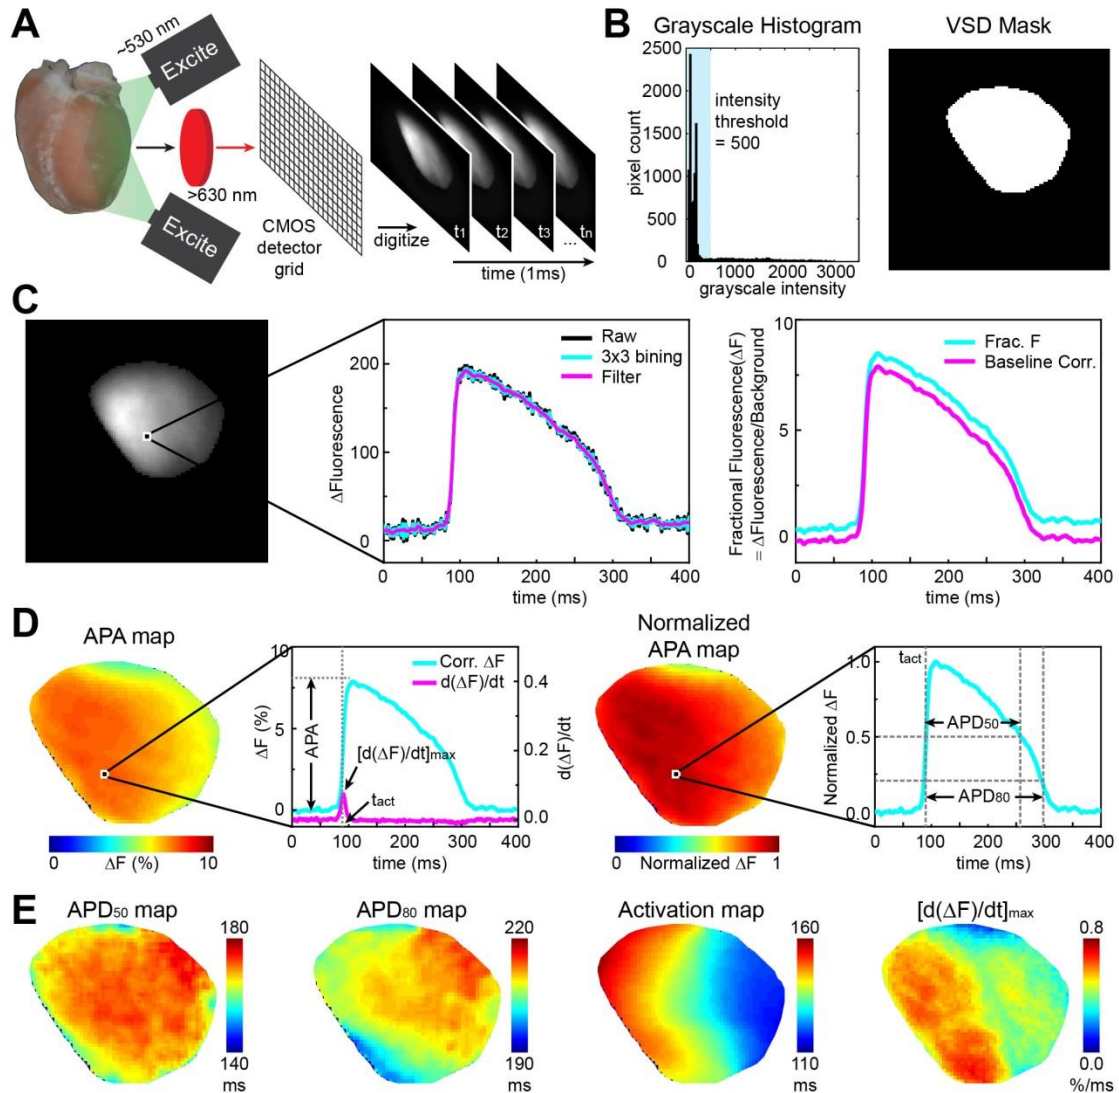 A
~530 nm
Excite
>630 nm
Excite
CMOS
detector
grid
digitize
t1
t2
t3
...
tn
time (1ms)
B
Grayscale Histogram
VSD Mask
2500
2000
1500
1000
500
0
pixel count
intensity
threshold
= 500
0
1000
2000
3000
grayscale intensity
C
200
100
0
ΔFluorescence
Raw
3x3 bining
Filter
0
100
200
300
400
time (ms)
10
5
0
Fractional Fluorescence(ΔF)
= ΔFluorescence/Background
Frac. F
Baseline Corr.
0
100
200
300
400
time (ms)
D
APA map
0
10
ΔF (%)
10
5
0
ΔF (%)
APA
Corr. ΔF
d(ΔF)/dt
[d(ΔF)/dt]max
tact
0.4
0.2
0.0
d(ΔF)/dt
0
100
200
300
400
time (ms)
Normalized
APA map
0
Normalized ΔF
1
1.0
0.5
0.0
Normalized ΔF
tact
APD50
APD80
0
100
200
300
400
time (ms)
E
APD50 map
180
140
ms
APD80 map
220
190
ms
Activation map
160
110
ms
[d(ΔF)/dt]max
0.8
0.0
%/ms